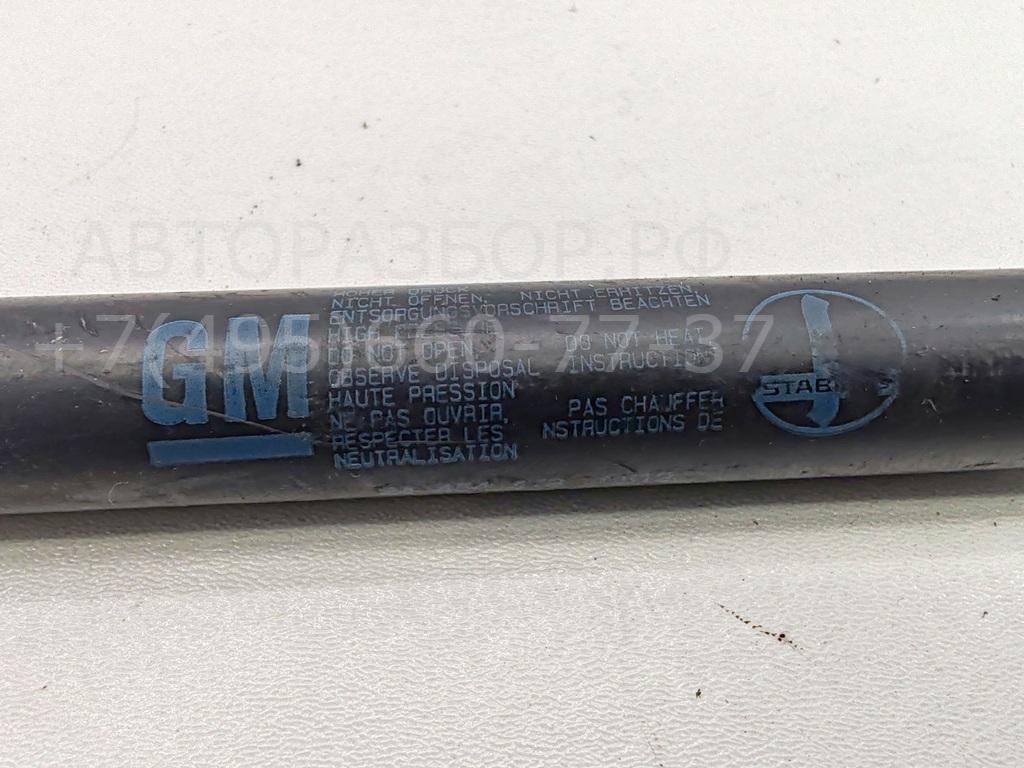 АВТОРАЗБОР.РФ
+7(495)660-77-37
GM
NICHT ÖFFNEN. NICHT ERHITZEN.
ENTSORGUNGSVORSCHRIFT BEACHTEN
DO NOT OPEN DO NOT HEAT
OBSERVE DISPOSAL INSTRUCTIONS
HAUTE PRESSION
NE PAS OUVRIR, PAS CHAUFFER
RESPECTER LES NSTRUCTIONS DE
NEUTRALISATION
STAB